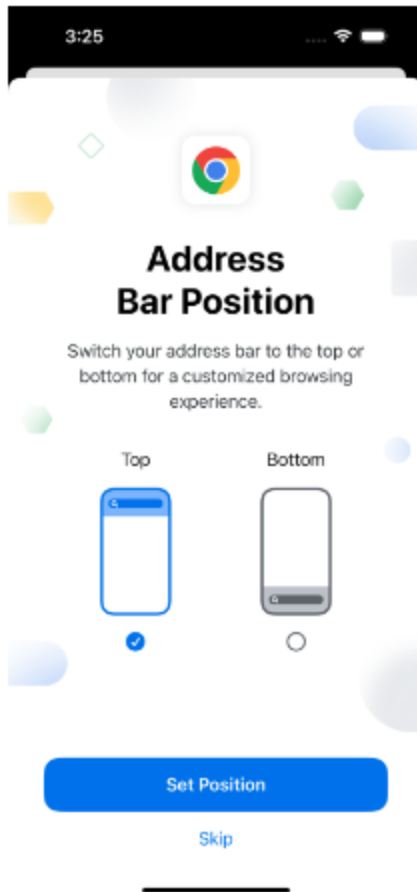 3:25
Address
Bar Position
Switch your address bar to the top or
bottom for a customized browsing
experience.
Top
Bottom
Set Position
Skip